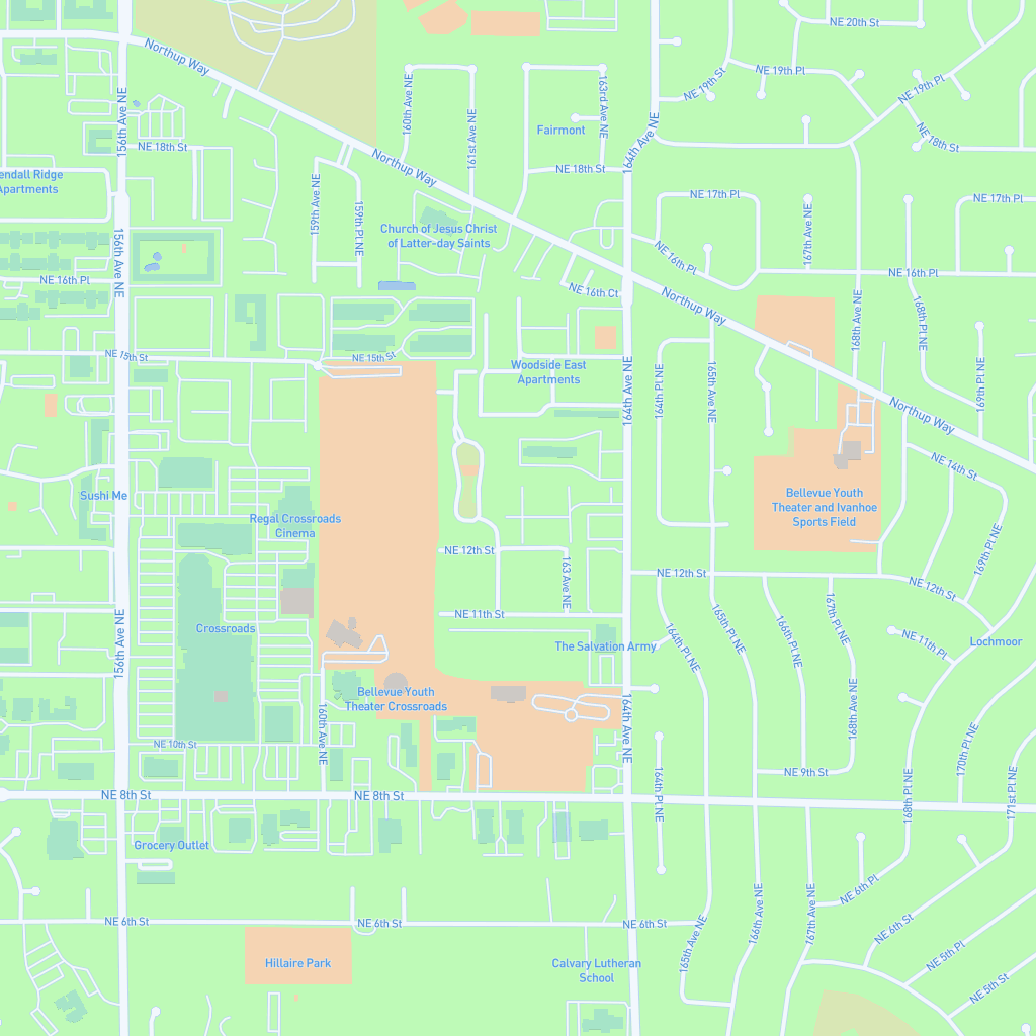 NE 20th St
Northup Way
NE 19th St
NE 19th Pl
NE 19th Pl
160th Ave NE
161st Ave NE
163rd Ave NE
156th Ave NE
Fairmont
NE 18th St
NE 18th St
164th Ave NE
NE 18th St
Northup Way
endall Ridge
Apartments
159th Ave NE
159th Pl NE
NE 17th Pl
167th Ave NE
NE 17th Pl
Church of Jesus Christ
of Latter-day Saints
156th Ave NE
NE 16th Pl
NE 16th Pl
NE 16th Pl
NE 16th Ct
Northup Way
168th Ave NE
168th Pl NE
NE 15th St
NE 15th St
Woodside East
Apartments
164th Ave NE
164th Pl NE
165th Ave NE
169th Pl NE
Northup Way
NE 14th St
Sushi Me
Bellevue Youth
Theater and Ivanhoe
Sports Field
Regal Crossroads
Cinema
NE 12th St
163 Ave NE
NE 12th St
NE 12th St
169th Pl NE
NE 11th St
156th Ave NE
Crossroads
The Salvation Army
164th Pl NE
165th Pl NE
166th Pl NE
167th Pl NE
NE 11th Pl
Lochmoor
Bellevue Youth
Theater Crossroads
160th Ave NE
164th Ave NE
168th Ave NE
NE 10th St
170th Pl NE
NE 9th St
164th Pl NE
168th Pl NE
171st Pl NE
NE 8th St
NE 8th St
Grocery Outlet
NE 6th Pl
NE 6th St
NE 6th St
NE 6th St
165th Ave NE
166th Ave NE
167th Ave NE
NE 6th St
NE 5th Pl
Hillaire Park
Calvary Lutheran
School
NE 5th St